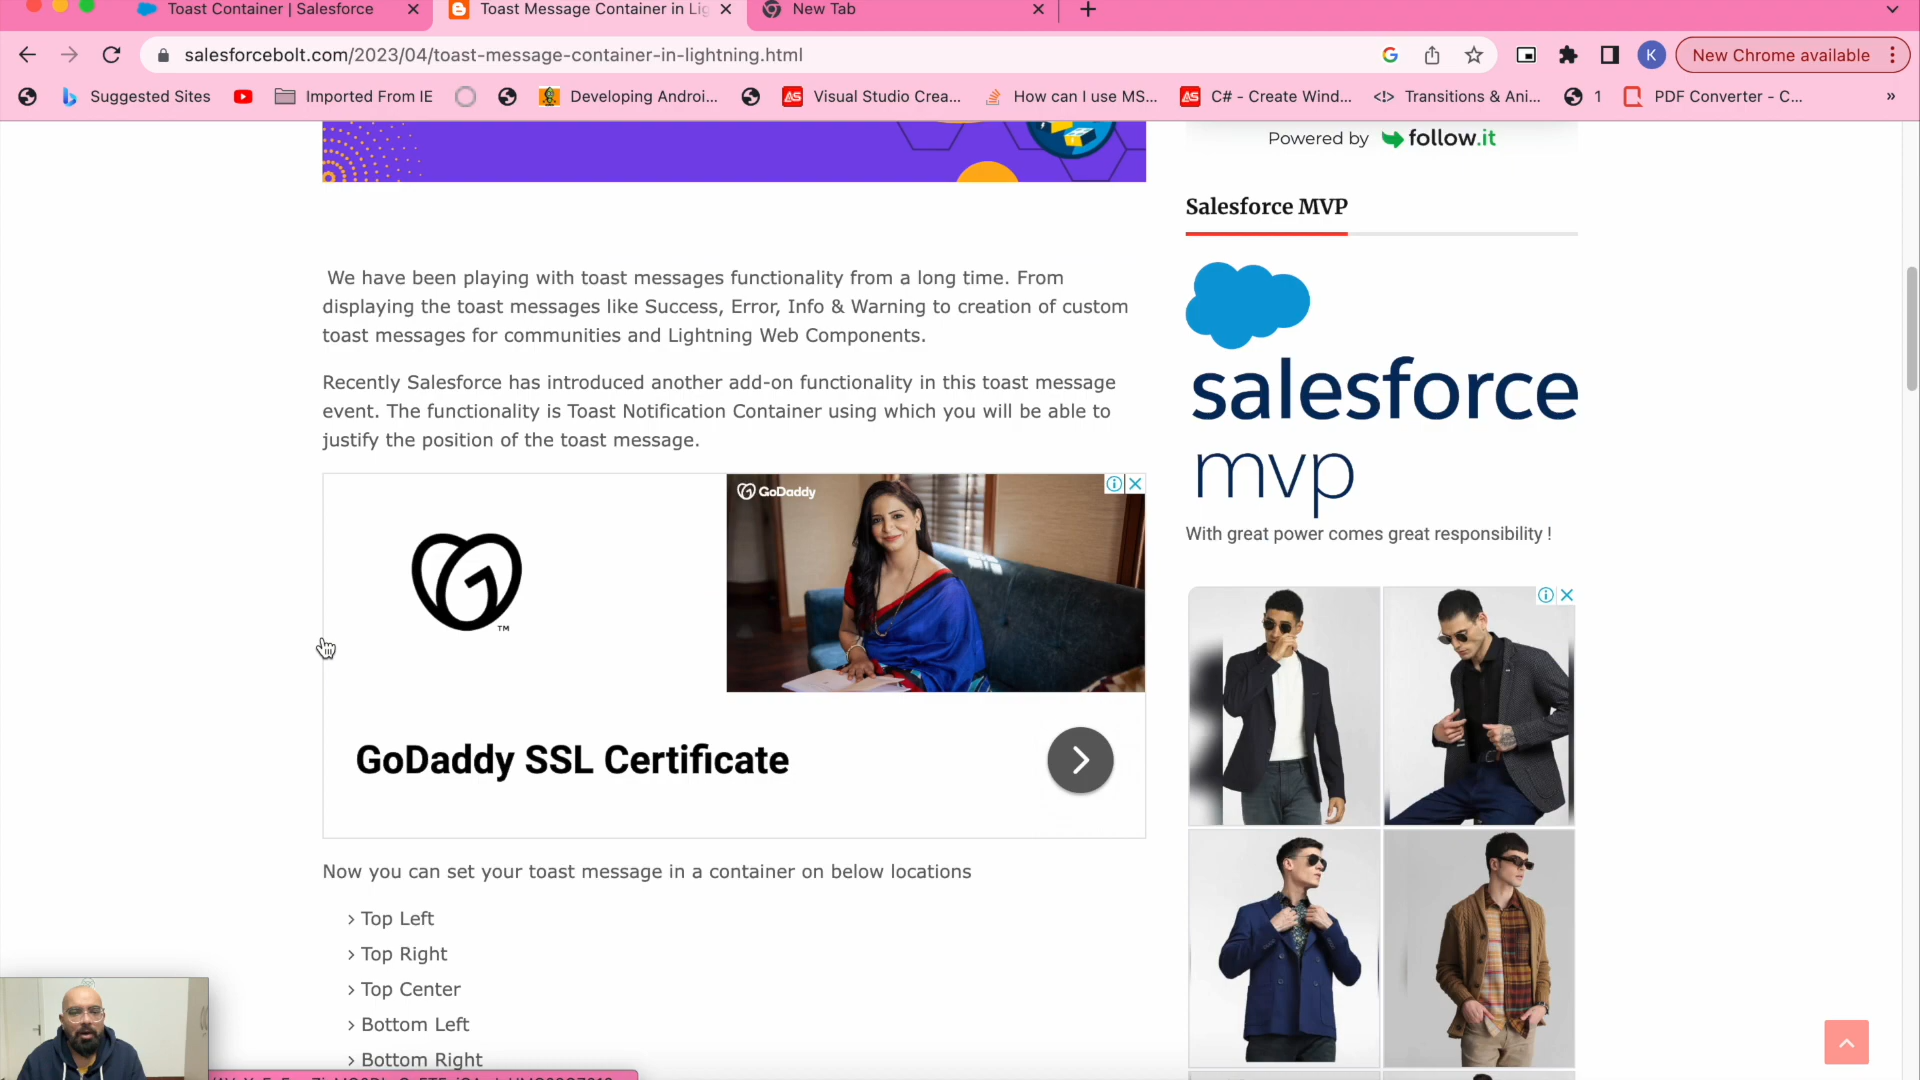 Toast Container | Salesforce
Toast Message Container in Lig
New Tab
salesforcebolt.com/2023/04/toast-message-container-in-lightning.html
K
New Chrome available
Suggested Sites
Imported From IE
Developing Androi...
Visual Studio Crea...
How can I use MS...
C# - Create Wind...
Transitions & Ani...
1
PDF Converter - C...
»
Powered by follow.it
Salesforce MVP
We have been playing with toast messages functionality from a long time. From
displaying the toast messages like Success, Error, Info & Warning to creation of custom
toast messages for communities and Lightning Web Components.
Recently Salesforce has introduced another add-on functionality in this toast message
event. The functionality is Toast Notification Container using which you will be able to
justify the position of the toast message.
salesforce
mvp
With great power comes great responsibility !
GoDaddy
TM
GoDaddy SSL Certificate
Now you can set your toast message in a container on below locations
> Top Left
> Top Right
> Top Center
> Bottom Left
> Bottom Right